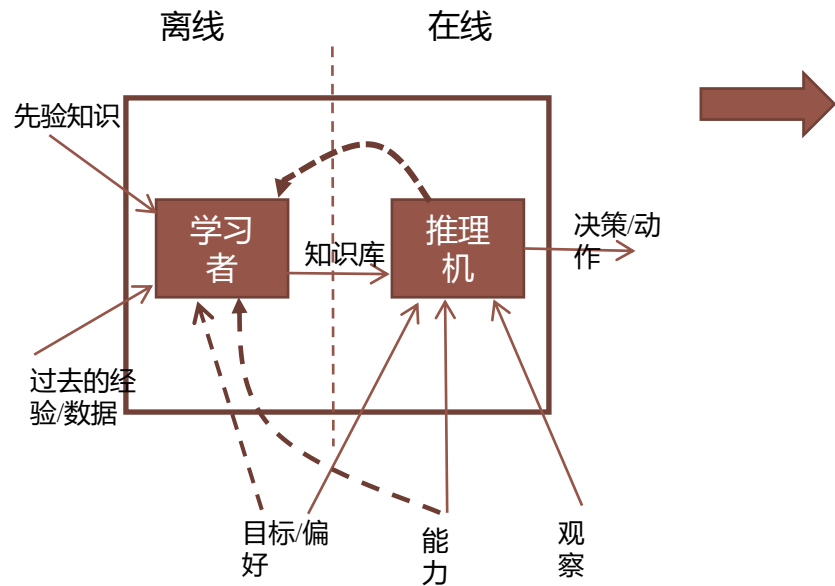 离线
在线
先验知识
学习
者
知识库
推理
机
决策/动
作
过去的经
验/数据
目标/偏
好
能
力
观
察